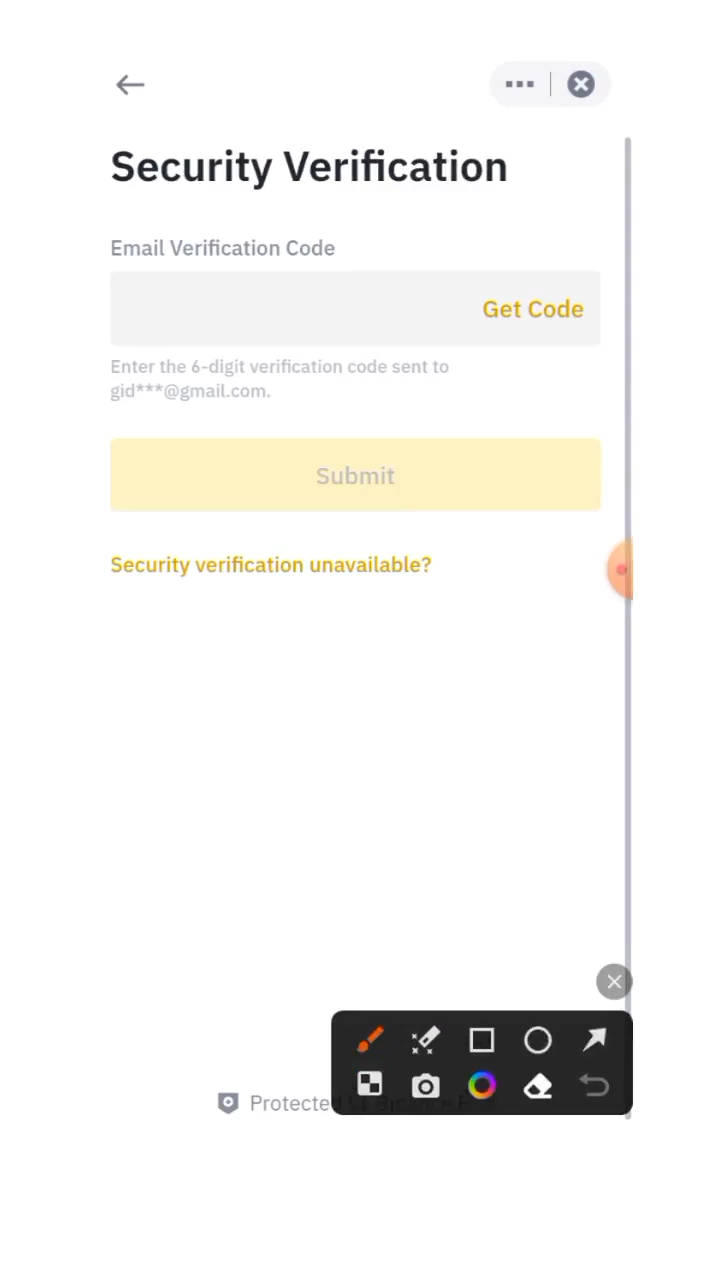 Security Verification
Email Verification Code
Get Code
Enter the 6-digit verification code sent to
gid***@gmail.com.
Submit
Security verification unavailable?
Protected